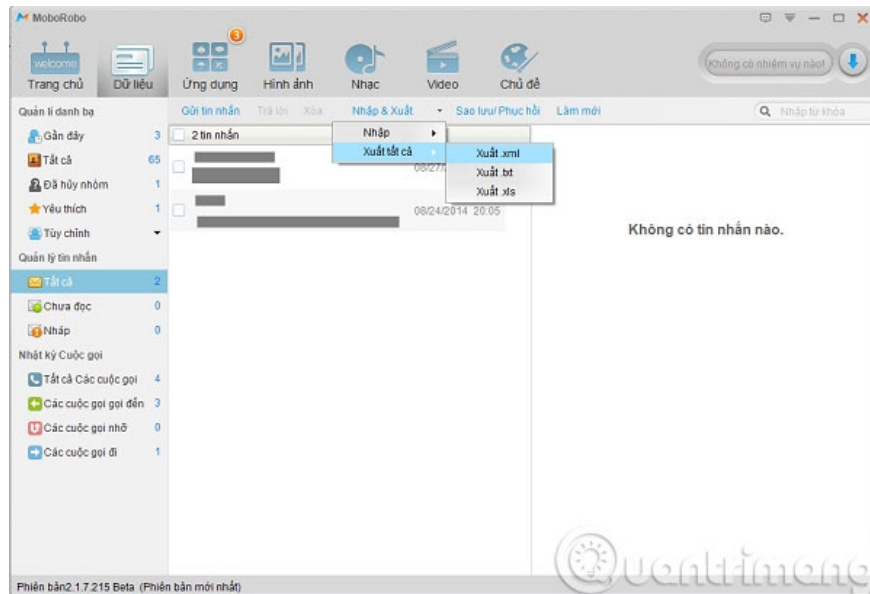 MoboRobo
3
welcome
Trang chủ Dữ liệu Ứng dụng Hình ảnh Nhạc Video Chủ đề
Không có nhiệm vụ nào!
Quản lí danh bạ
Gửi tin nhắn Trả lời Xóa Nhập & Xuất Sao lưu/Phục hồi Làm mới
Nhập từ khóa
Gần đây 3
Tất cả 65
Đã hủy nhóm 1
Yêu thích 1
Tùy chỉnh
Quản lý tin nhắn
Tất cả 2
Chưa đọc 0
Nháp 0
Nhật ký Cuộc gọi
Tất cả Các cuộc gọi 4
Các cuộc gọi gọi đến 3
Các cuộc gọi nhỡ 0
Các cuộc gọi đi 1
2 tin nhắn
Nhập
Xuất tất cả
Xuất .xml
Xuất .txt
Xuất .xls
08/24/2014 20:05
Không có tin nhắn nào.
Quantrimang
Phiên bản2.1.7.215 Beta (Phiên bản mới nhất)